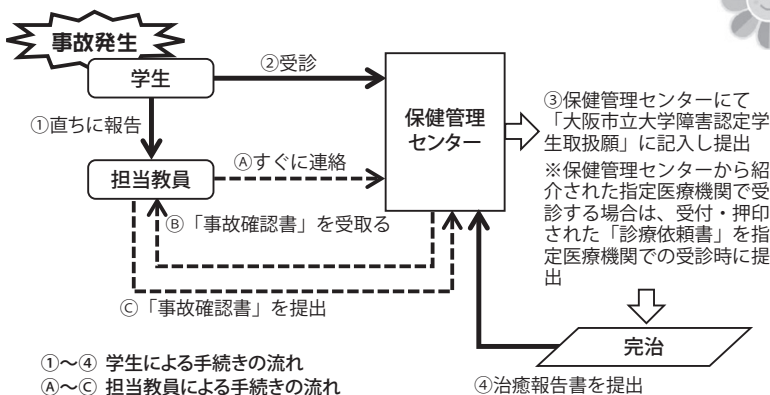 事故発生
学生
②受診
①直ちに報告
保健管理
センター
③保健管理センターにて
「大阪市立大学障害認定学
生取扱願」に記入し提出
担当教員
Ⓐすぐに連絡
※保健管理センターから紹
介された指定医療機関で受
診する場合は、受付・押印
された「診療依頼書」を指
定医療機関での受診時に提
出
Ⓑ「事故確認書」を受取る
Ⓒ「事故確認書」を提出
完治
④治癒報告書を提出
①～④ 学生による手続きの流れ
Ⓐ～Ⓒ 担当教員による手続きの流れ